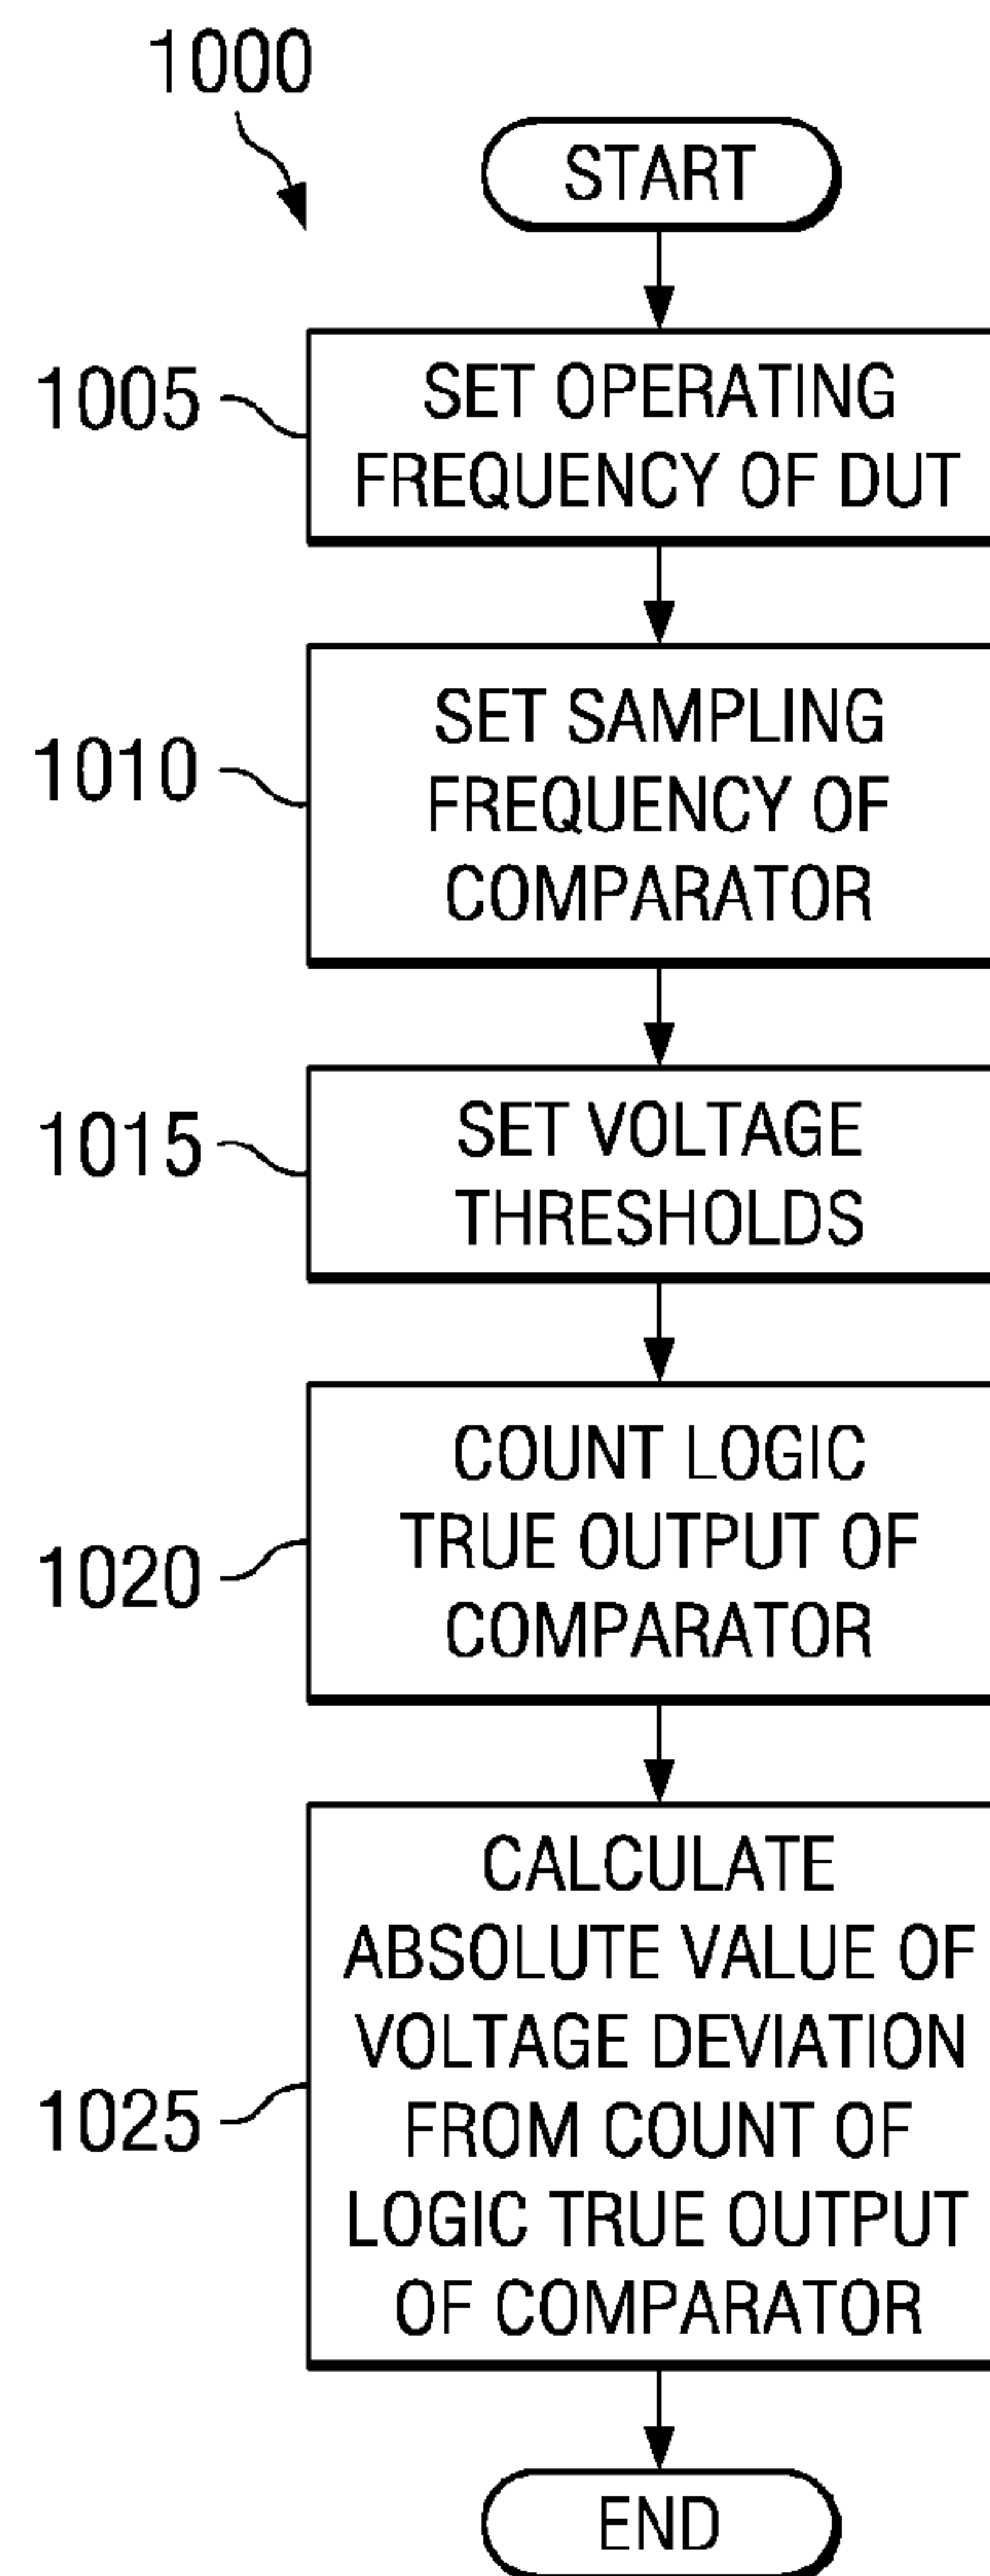 1000
START
1005
SET OPERATING
FREQUENCY OF DUT
1010
SET SAMPLING
FREQUENCY OF
COMPARATOR
1015
SET VOLTAGE
THRESHOLDS
1020
COUNT LOGIC
TRUE OUTPUT OF
COMPARATOR
1025
CALCULATE
ABSOLUTE VALUE OF
VOLTAGE DEVIATION
FROM COUNT OF
LOGIC TRUE OUTPUT
OF COMPARATOR
END